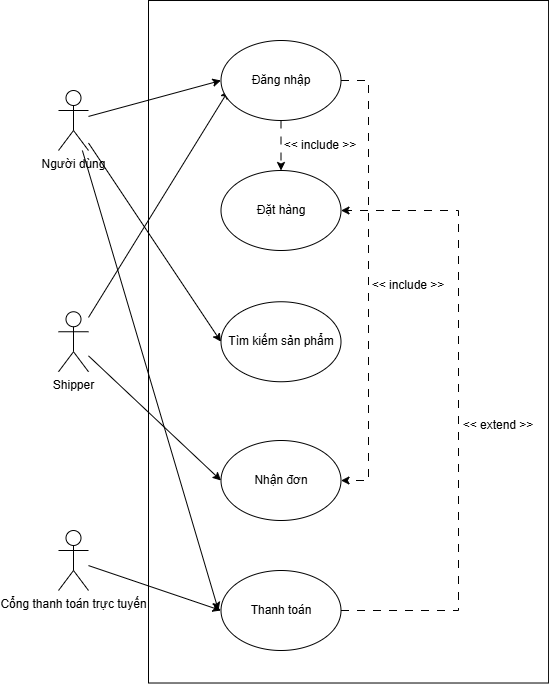 Đăng nhập
<< include >>
Người dùng
Đặt hàng
<< include >>
Tìm kiếm sản phẩm
Shipper
<< extend >>
Nhận đơn
Cổng thanh toán trực tuyến
Thanh toán